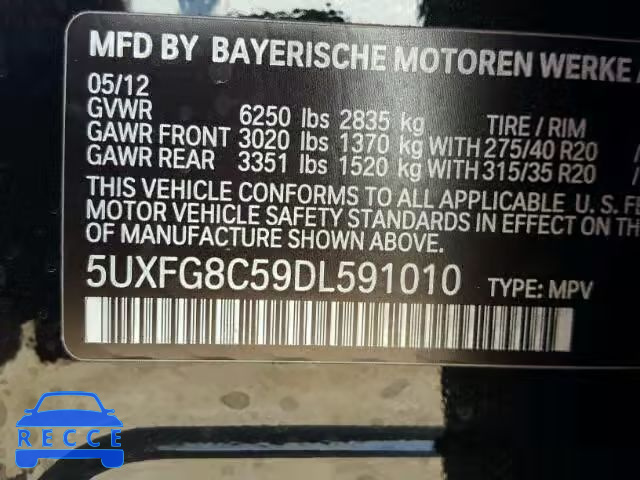 MFD BY BAYERISCHE MOTOREN WERKE
05/12
GVWR 6250 lbs 2835 kg TIRE / RIM
GAWR FRONT 3020 lbs 1370 kg WITH 275/40 R20 /
GAWR REAR 3351 lbs 1520 kg WITH 315/35 R20 /
THIS VEHICLE CONFORMS TO ALL APPLICABLE U. S. FE
MOTOR VEHICLE SAFETY STANDARDS IN EFFECT ON THE
OF MANUFACTURE SHOWN ABOVE.
5UXFG8C59DL591010 TYPE: MPV
RECCE